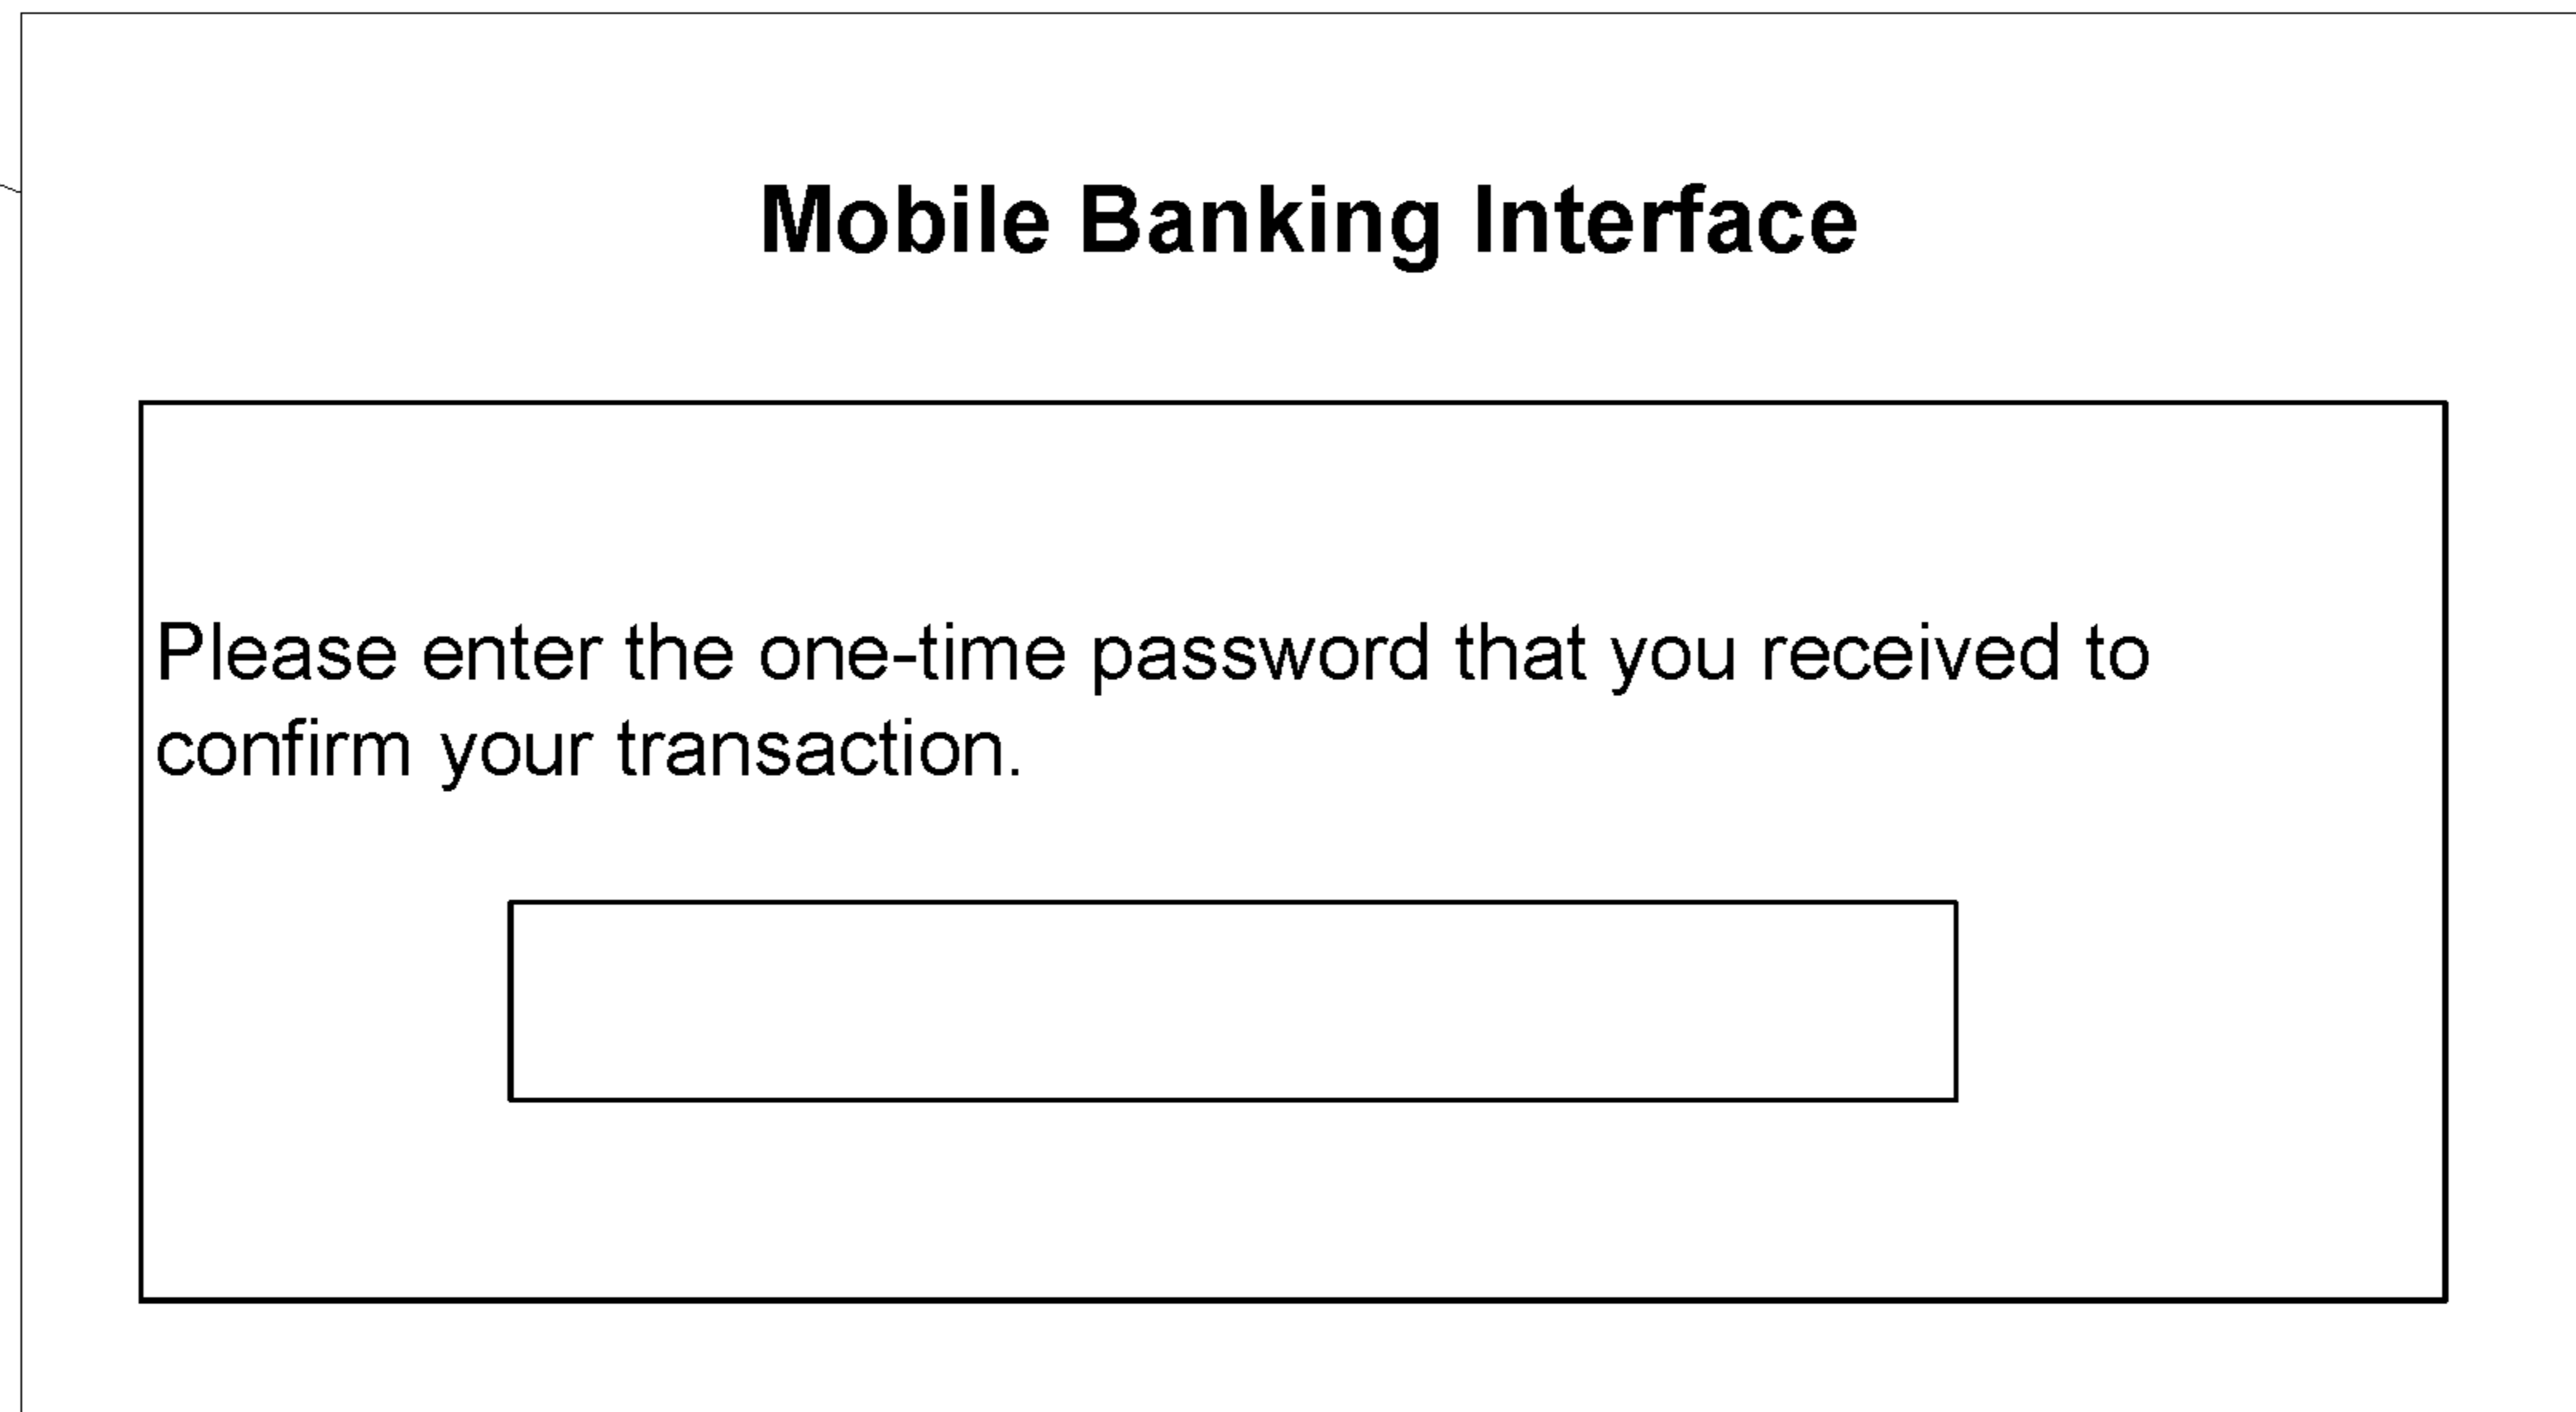 Mobile Banking Interface
Please enter the one-time password that you received to
confirm your transaction.